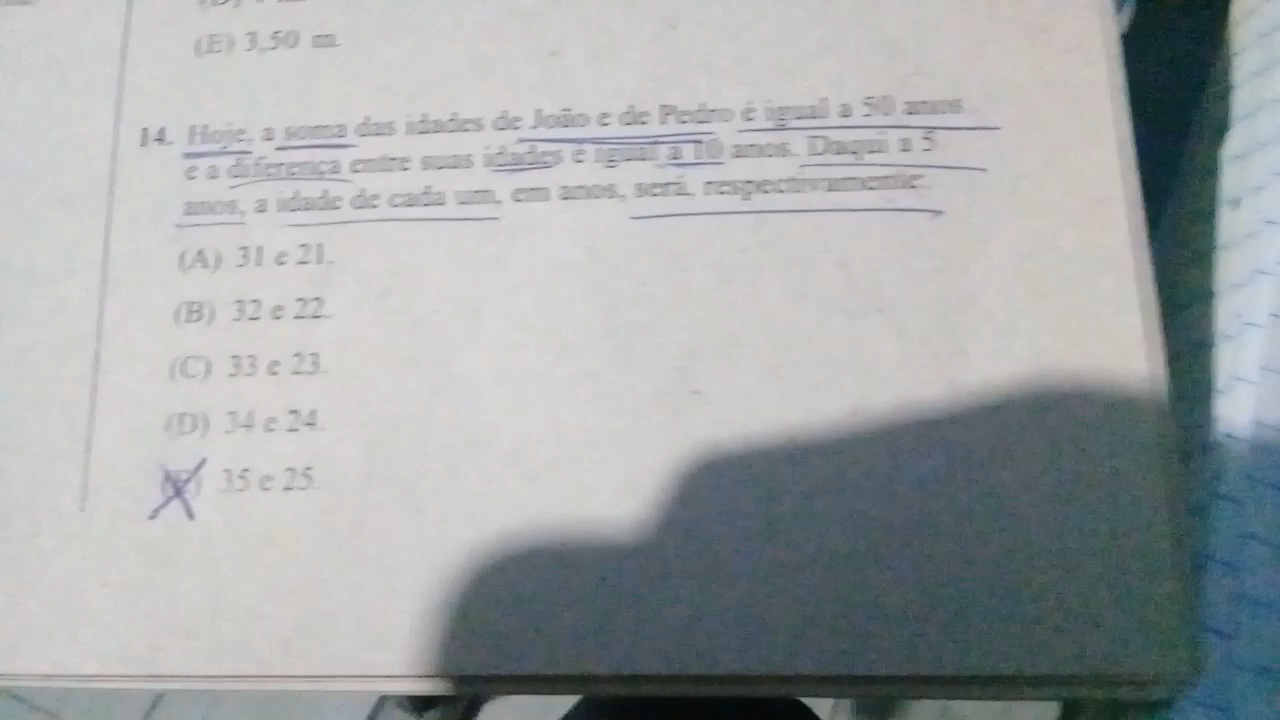 (E) 3,50 m.
14. Hoje, a soma das idades de João e de Pedro é igual a 50 anos
e a diferença entre suas idades é igual a 10 anos. Daqui a 5
anos, a idade de cada um, em anos, será, respectivamente:
(A) 31 e 21.
(B) 32 e 22.
(C) 33 e 23.
(D) 34 e 24.
35 e 25.